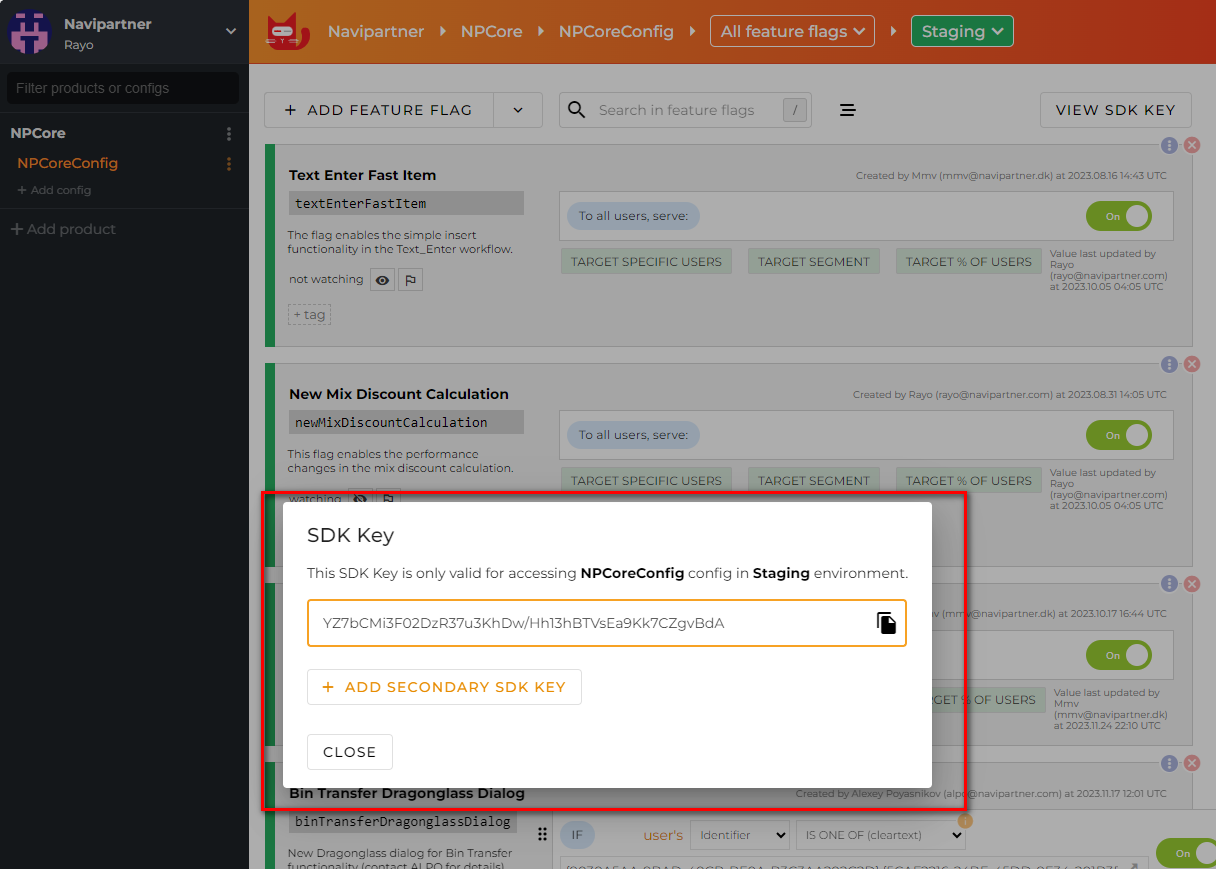 Navipartner
Rayo
Filter products or configs
NPCore
NPCoreConfig
+ Add config
+ Add product
Navipartner
NPCore
NPCoreConfig
All feature flags
Staging
+ ADD FEATURE FLAG
Search in feature flags
/
VIEW SDK KEY
Text Enter Fast Item
Created by Mmv (mmv@navipartner.dk) at 2023.08.16 14:43 UTC
textEnterFastItem
To all users, serve:
On
The flag enables the simple insert
functionality in the Text_Enter workflow.
TARGET SPECIFIC USERS
TARGET SEGMENT
TARGET % OF USERS
Value last updated by
Rayo
(rayo@navipartner.com)
at 2023.10.05 04:05 UTC
not watching
+ tag
New Mix Discount Calculation
Created by Rayo (rayo@navipartner.com) at 2023.08.31 14:05 UTC
newMixDiscountCalculation
To all users, serve:
On
This flag enables the performance
changes in the mix discount calculation.
TARGET SPECIFIC USERS
TARGET SEGMENT
TARGET % OF USERS
Value last updated by
Rayo
(rayo@navipartner.com)
at 2023.10.05 04:05 UTC
watching
SDK Key
This SDK Key is only valid for accessing NPCoreConfig config in Staging environment.
YZ7bCMi3F02DzR37u3KhDw/Hh13hBTVsEa9Kk7CZgvBdA
+ ADD SECONDARY SDK KEY
CLOSE
(mmv@navipartner.dk) at 2023.10.17 16:44 UTC
On
OF USERS
Value last updated by
Mmv
(mmv@navipartner.dk)
at 2023.11.24 22:10 UTC
Bin Transfer Dragonglass Dialog
Created by Alexey Poyasnikov (alpo@navipartner.com) at 2023.11.17 12:01 UTC
binTransferDragonglassDialog
IF
user's
Identifier
IS ONE OF (cleartext)
New Dragonglass dialog for Bin Transfer
functionality (contact ALPO for details)
On